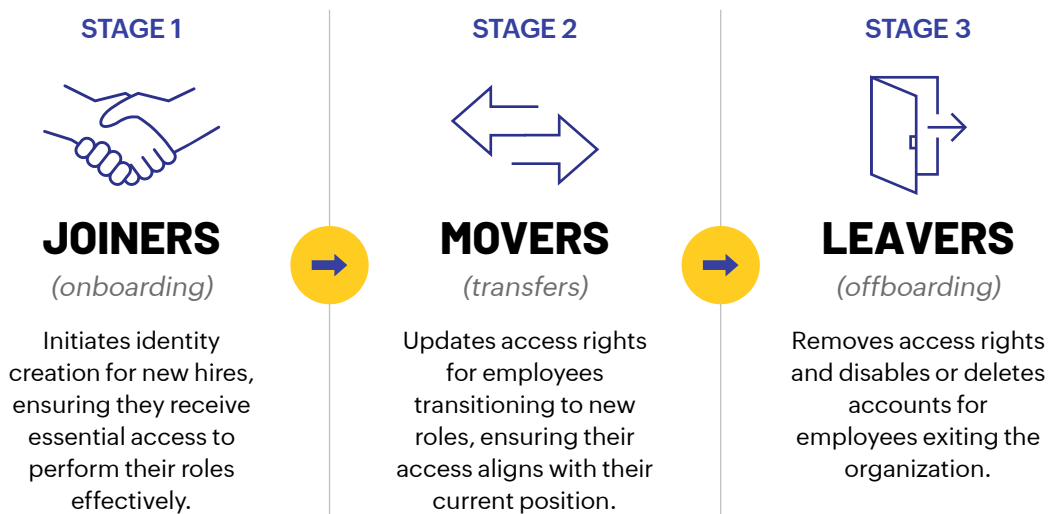 STAGE 1
JOINERS
(onboarding)
Initiates identity
creation for new hires,
ensuring they receive
essential access to
perform their roles
effectively.
STAGE 2
MOVERS
(transfers)
Updates access rights
for employees
transitioning to new
roles, ensuring their
access aligns with their
current position.
STAGE 3
LEAVERS
(offboarding)
Removes access rights
and disables or deletes
accounts for
employees exiting the
organization.